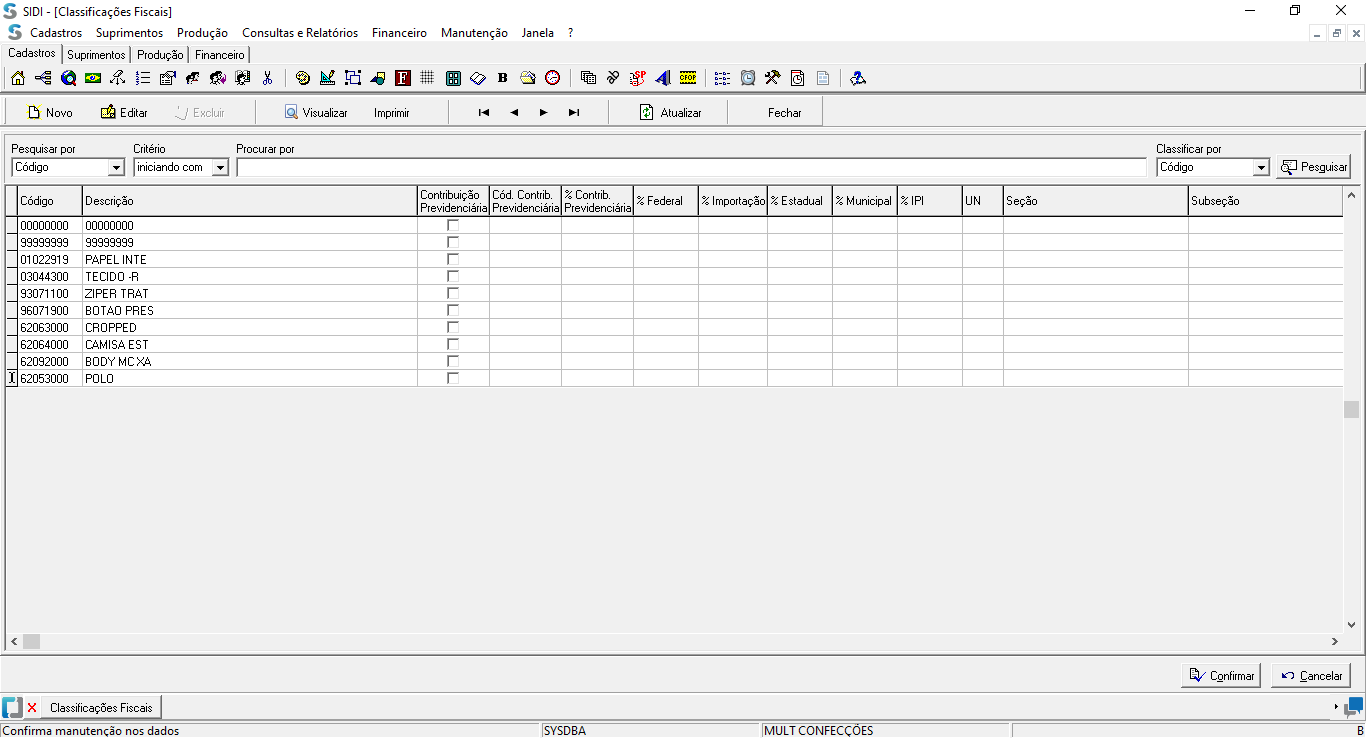 SIDI - [Classificações Fiscais]
Cadastros Suprimentos Produção Consultas e Relatórios Financeiro Manutenção Janela ?
Cadastros Suprimentos Produção Financeiro
F B SP CFOP
Novo Editar Excluir Visualizar Imprimir Atualizar Fechar
Pesquisar por Critério Procurar por Classificar por
Código iniciando com Código Pesquisar
Código Descrição Contribuição Previdenciária Cód. Contrib. Previdenciária % Contrib. Previdenciária % Federal % Importação % Estadual % Municipal % IPI UN Seção Subseção
00000000 00000000
99999999 99999999
01022919 PAPEL INTE
03044300 TECIDO -R
93071100 ZIPER TRAT
96071900 BOTAO PRES
62063000 CROPPED
62064000 CAMISA EST
62092000 BODY MC XA
62053000 POLO
Confirmar Cancelar
Classificações Fiscais
Confirma manutenção nos dados SYSDBA MULT CONFECÇÕES B